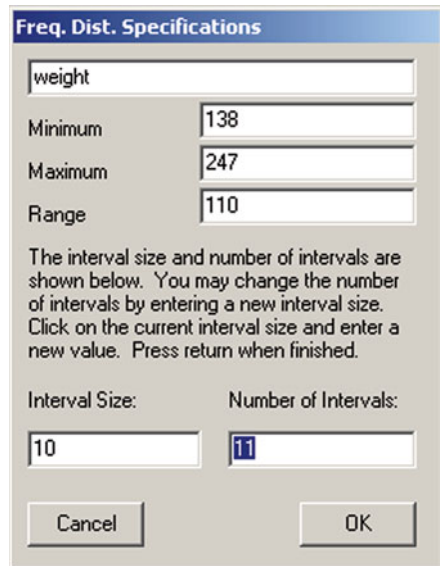 Freq. Dist. Specifications
weight
Minimum 138
Maximum 247
Range 110
The interval size and number of intervals are
shown below. You may change the number
of intervals by entering a new interval size.
Click on the current interval size and enter a
new value. Press return when finished.
Interval Size: Number of Intervals:
10 11
Cancel OK